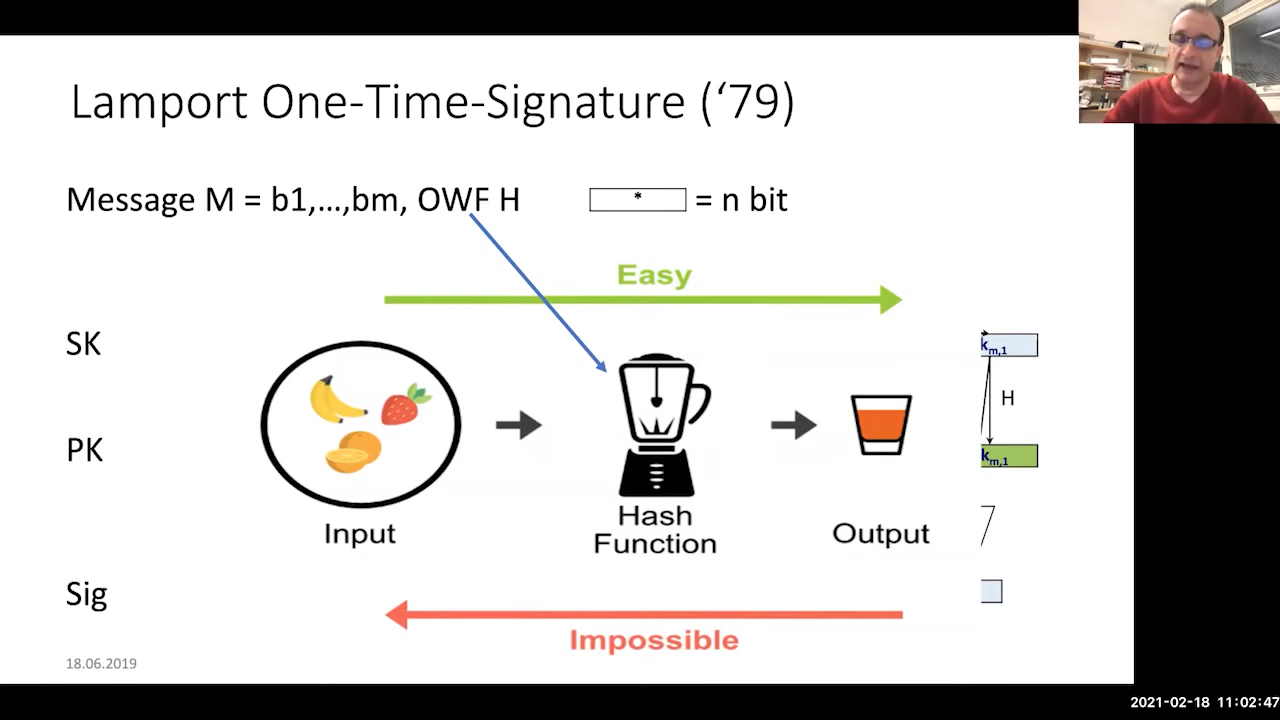 Lamport One-Time-Signature (‘79)
Message M = b1,…,bm, OWF H
* = n bit
Easy
SK
k m,1
H
PK
k m,1
Input
Hash
Function
Output
Sig
Impossible
18.06.2019
2021-02-18 11:02:47